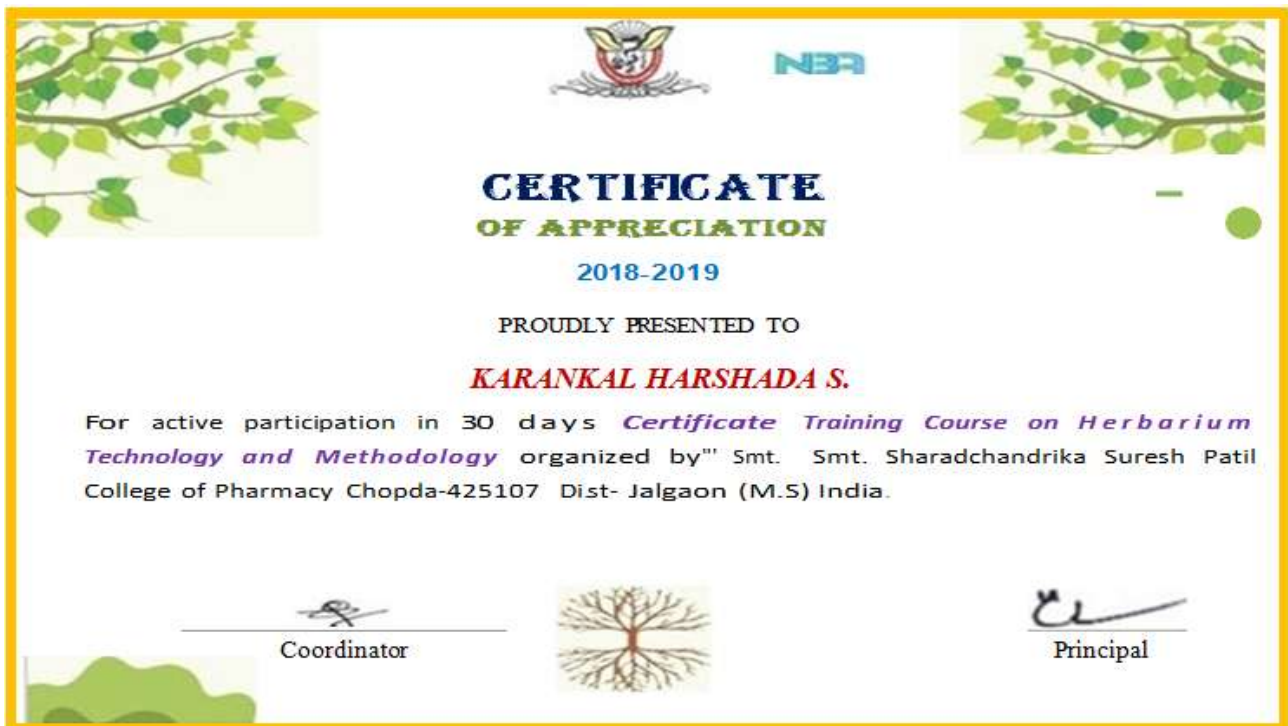 NBA
CERTIFICATE
OF APPRECIATION
2018-2019
PROUDLY PRESENTED TO
KARANKAL HARSHADA S.
For active participation in 30 days Certificate Training Course on Herbarium
Technology and Methodology organized by"' Smt. Smt. Sharadchandrika Suresh Patil
College of Pharmacy Chopda-425107 Dist- Jalgaon (M.S) India.
Coordinator
Principal